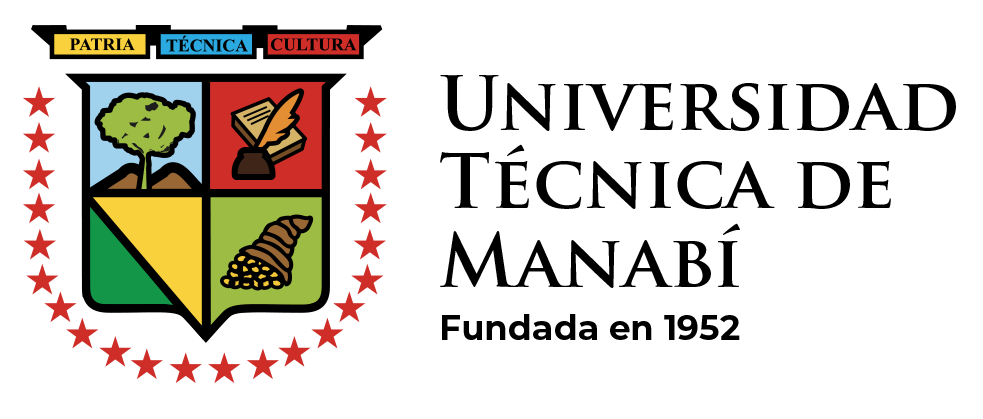 PATRIA TÉCNICA CULTURA
UNIVERSIDAD
TÉCNICA DE
MANABÍ
Fundada en 1952